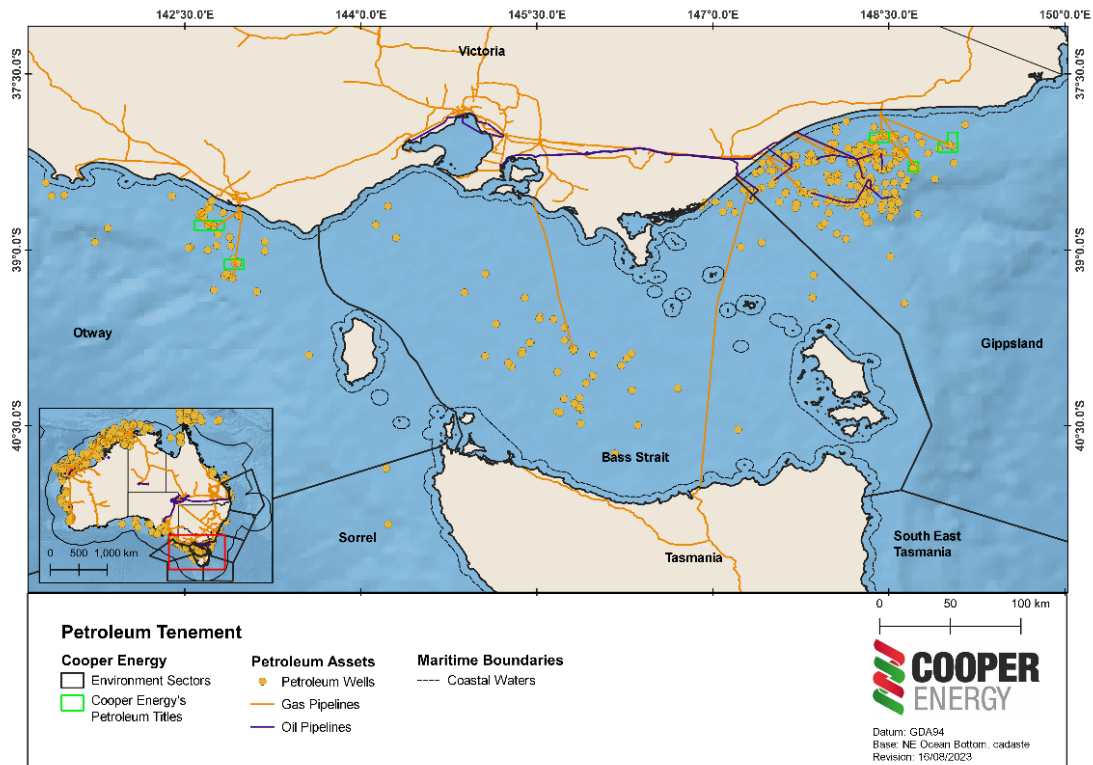 142°30.0'E 144°0.0'E 145°30.0'E 147°0.0'E 148°30.0'E 150°0.0'E
37°30.0'S 37°30.0'S
39°0.0'S 39°0.0'S
40°30.0'S 40°30.0'S
Victoria
Otway
Gippsland
Bass Strait
Sorrel
Tasmania
South East
Tasmania
0 500 1,000 km
0 50 100 km
Petroleum Tenement
Cooper Energy
Environment Sectors
Cooper Energy's
Petroleum Titles
Petroleum Assets
Petroleum Wells
Gas Pipelines
Oil Pipelines
Maritime Boundaries
Coastal Waters
COOPER
ENERGY
Datum: GDA94
Base: NE Ocean Bottom, cadaste
Revision: 16/08/2023